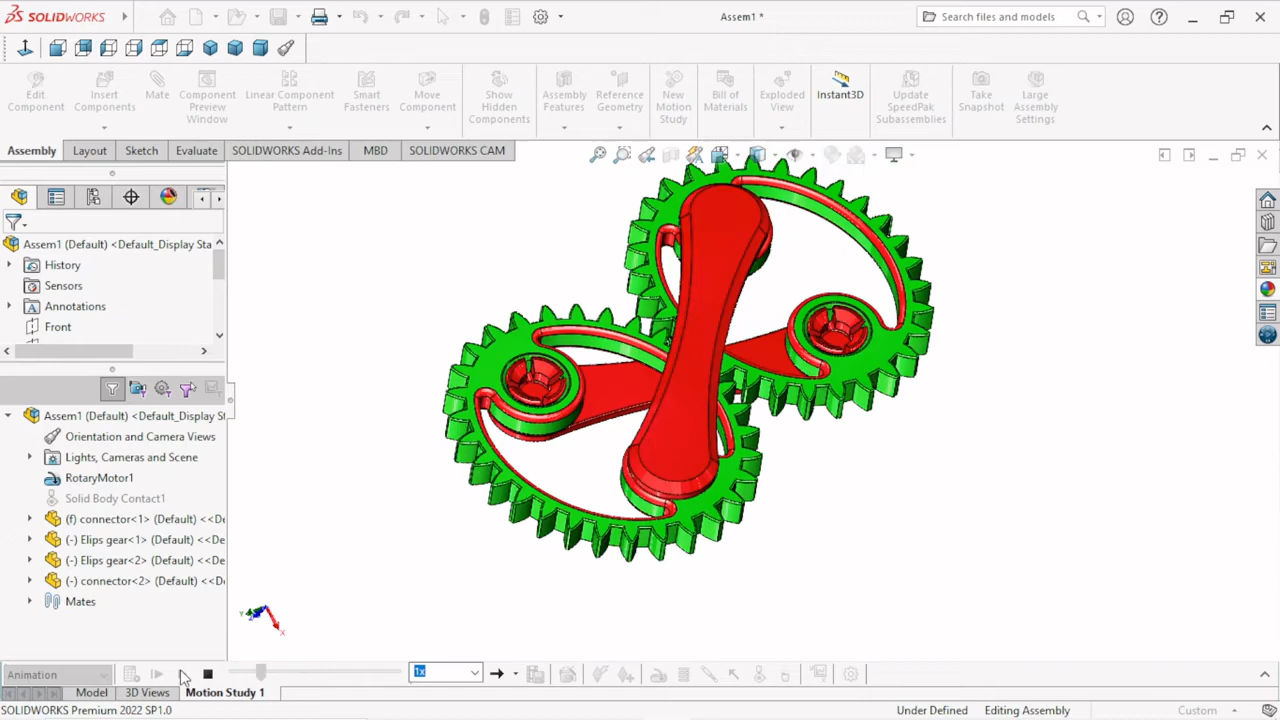 SOLIDWORKS
Assem1 *
Search files and models
Edit Component
Insert Components
Mate
Component Preview Window
Linear Component Pattern
Smart Fasteners
Move Component
Show Hidden Components
Assembly Features
Reference Geometry
New Motion Study
Bill of Materials
Exploded View
Instant3D
Update SpeedPak Subassemblies
Take Snapshot
Large Assembly Settings
Assembly
Layout
Sketch
Evaluate
SOLIDWORKS Add-Ins
MBD
SOLIDWORKS CAM
Assem1 (Default) <Default_Display Sta
History
Sensors
Annotations
Front
Assem1 (Default) <Default_Display St
Orientation and Camera Views
Lights, Cameras and Scene
RotaryMotor1
Solid Body Contact1
(f) connector<1> (Default) <<De
(-) Elips gear<1> (Default) <<De
(-) Elips gear<2> (Default) <<De
(-) connector<2> (Default) <<De
Mates
Y
Z
X
Animation
1x
Model
3D Views
Motion Study 1
SOLIDWORKS Premium 2022 SP1.0
Under Defined
Editing Assembly
Custom